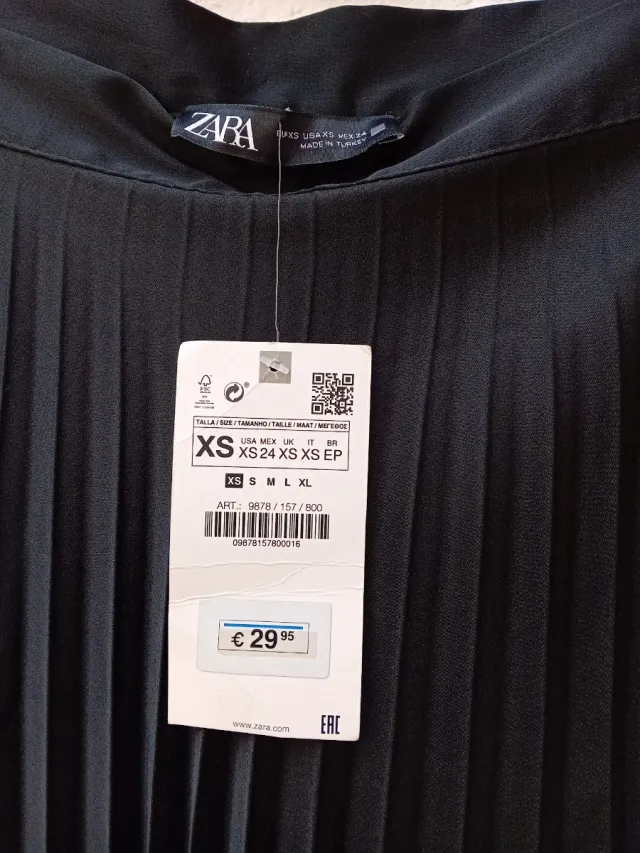 ZARA
EUR XS USA XS MEX 24
MADE IN TURKEY
FSC
TALLA / SIZE / TAMANHO / TAILLE / MAAT / ΜΕΓΕΘΟΣ
XS
USA MEX UK IT BR
XS 24 XS XS EP
XS S M L XL
ART.: 9878 / 157 / 800
09878157800016
€ 29 95
www.zara.com
EAC